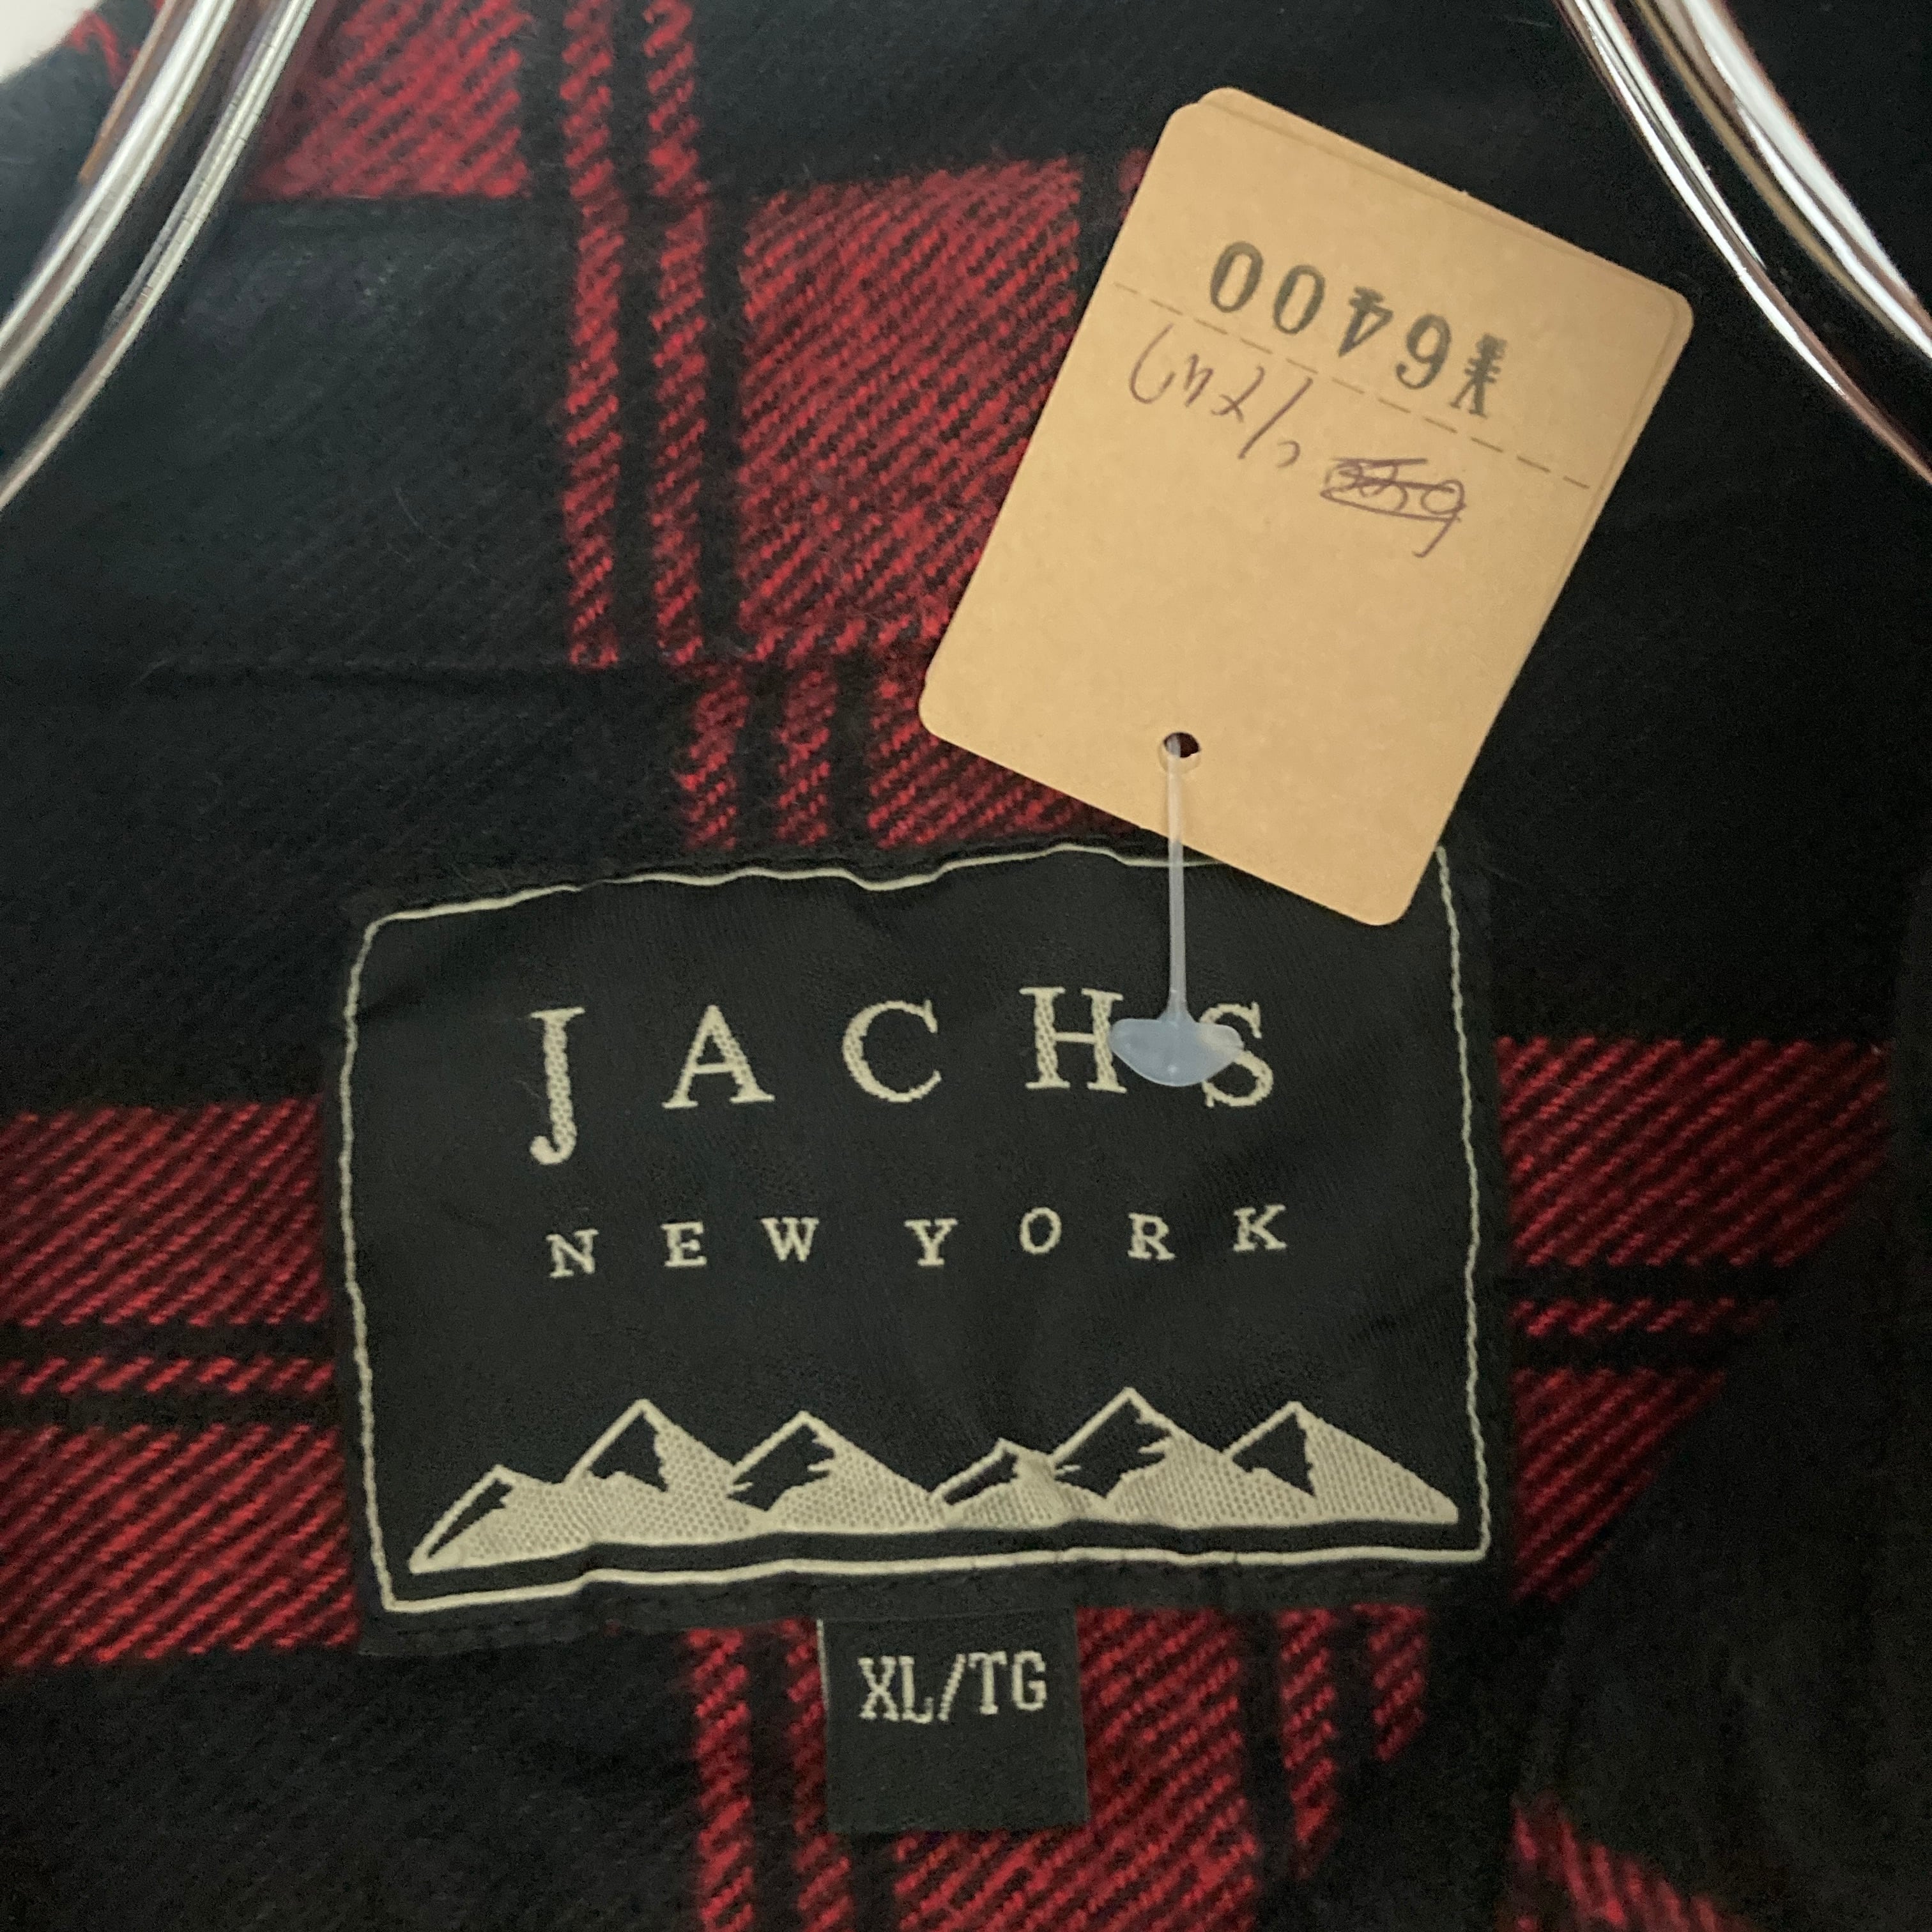 ¥6400
JACHS
NEW YORK
XL/TG